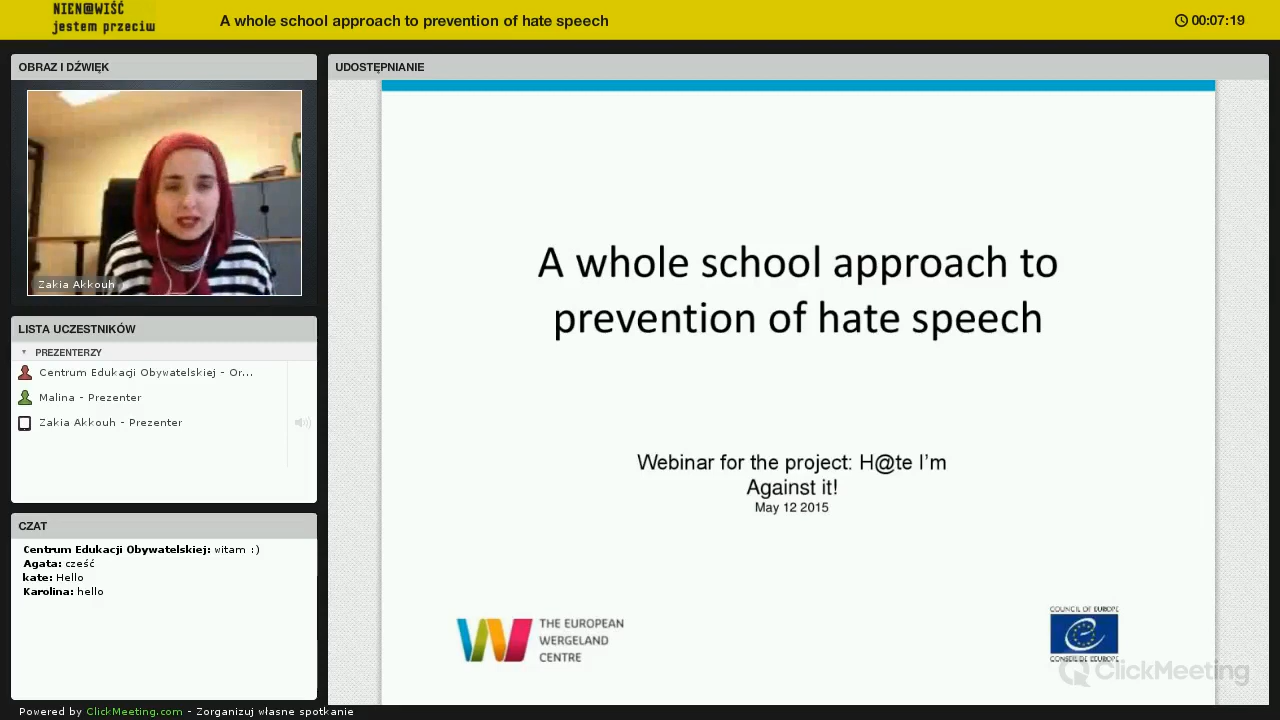 NIEN@WIŚĆ
jestem przeciw
A whole school approach to prevention of hate speech
00:07:19
OBRAZ I DŹWIĘK
Zakia Akkouh
LISTA UCZESTNIKÓW
PREZENTERZY
Centrum Edukacji Obywatelskiej - Or...
Malina - Prezenter
Zakia Akkouh - Prezenter
CZAT
Centrum Edukacji Obywatelskiej: witam :)
Agata: cześć
kate: Hello
Karolina: hello
UDOSTĘPNIANIE
A whole school approach to
prevention of hate speech
Webinar for the project: H@te I’m
Against it!
May 12 2015
THE EUROPEAN
WERGELAND
CENTRE
COUNCIL OF EUROPE
CONSEIL DE L'EUROPE
ClickMeeting
Powered by ClickMeeting.com - Zorganizuj własne spotkanie